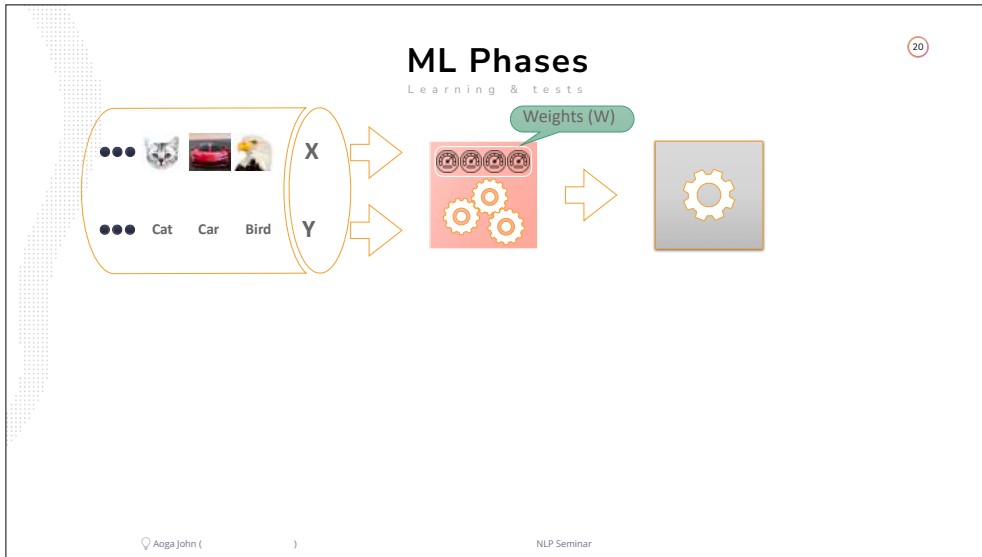 20
ML Phases
Learning & tests
Weights (W)
X
Cat Car Bird Y
Aoga John ( )
NLP Seminar